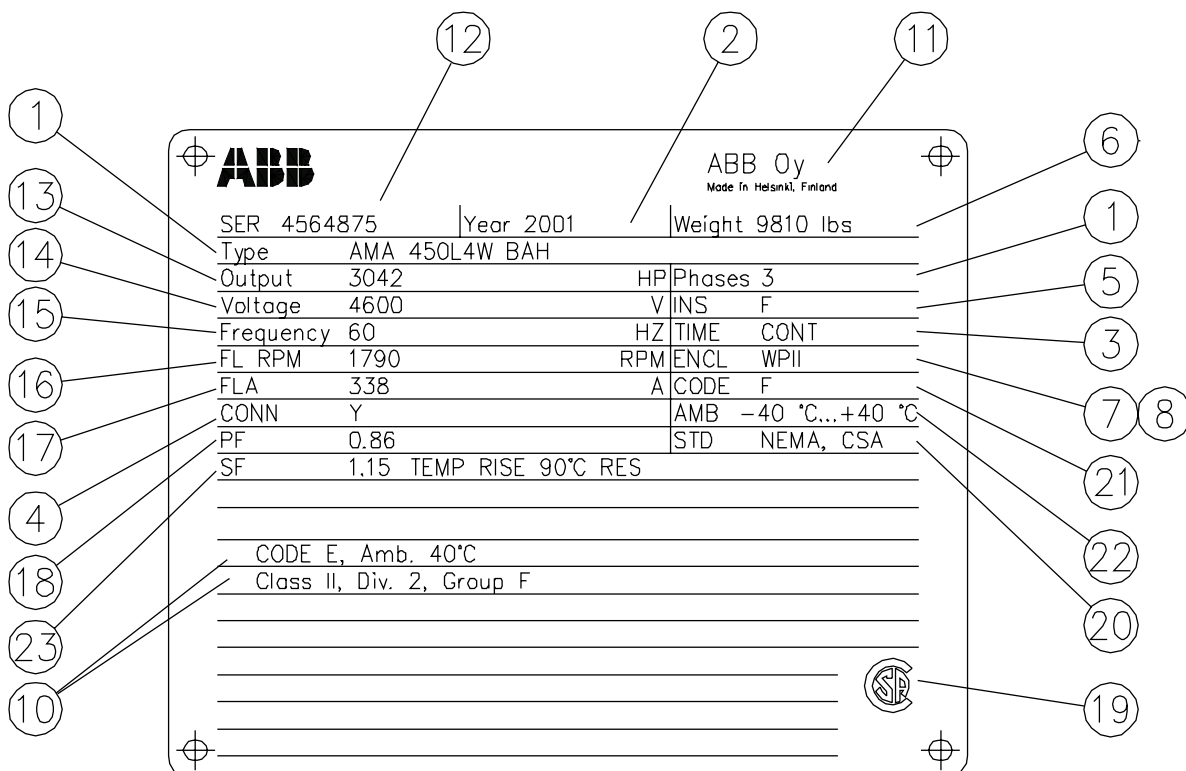 12 2 11
1
6
ABB
ABB Oy
Made in Helsinki, Finland
13
SER 4564875 Year 2001 Weight 9810 lbs
1
Type AMA 450L4W BAH
14
Output 3042 HP Phases 3
5
Voltage 4600 V INS F
15
Frequency 60 HZ TIME CONT
3
FL RPM 1790 RPM ENCL WPII
16
FLA 338 A CODE F
7 8
CONN Y AMB -40 °C...+40 °C
17
PF 0.86 STD NEMA, CSA
SF 1.15 TEMP RISE 90°C RES
21
4
CODE E, Amb. 40°C
22
18
Class II, Div. 2, Group F
20
23
CSA
10
19